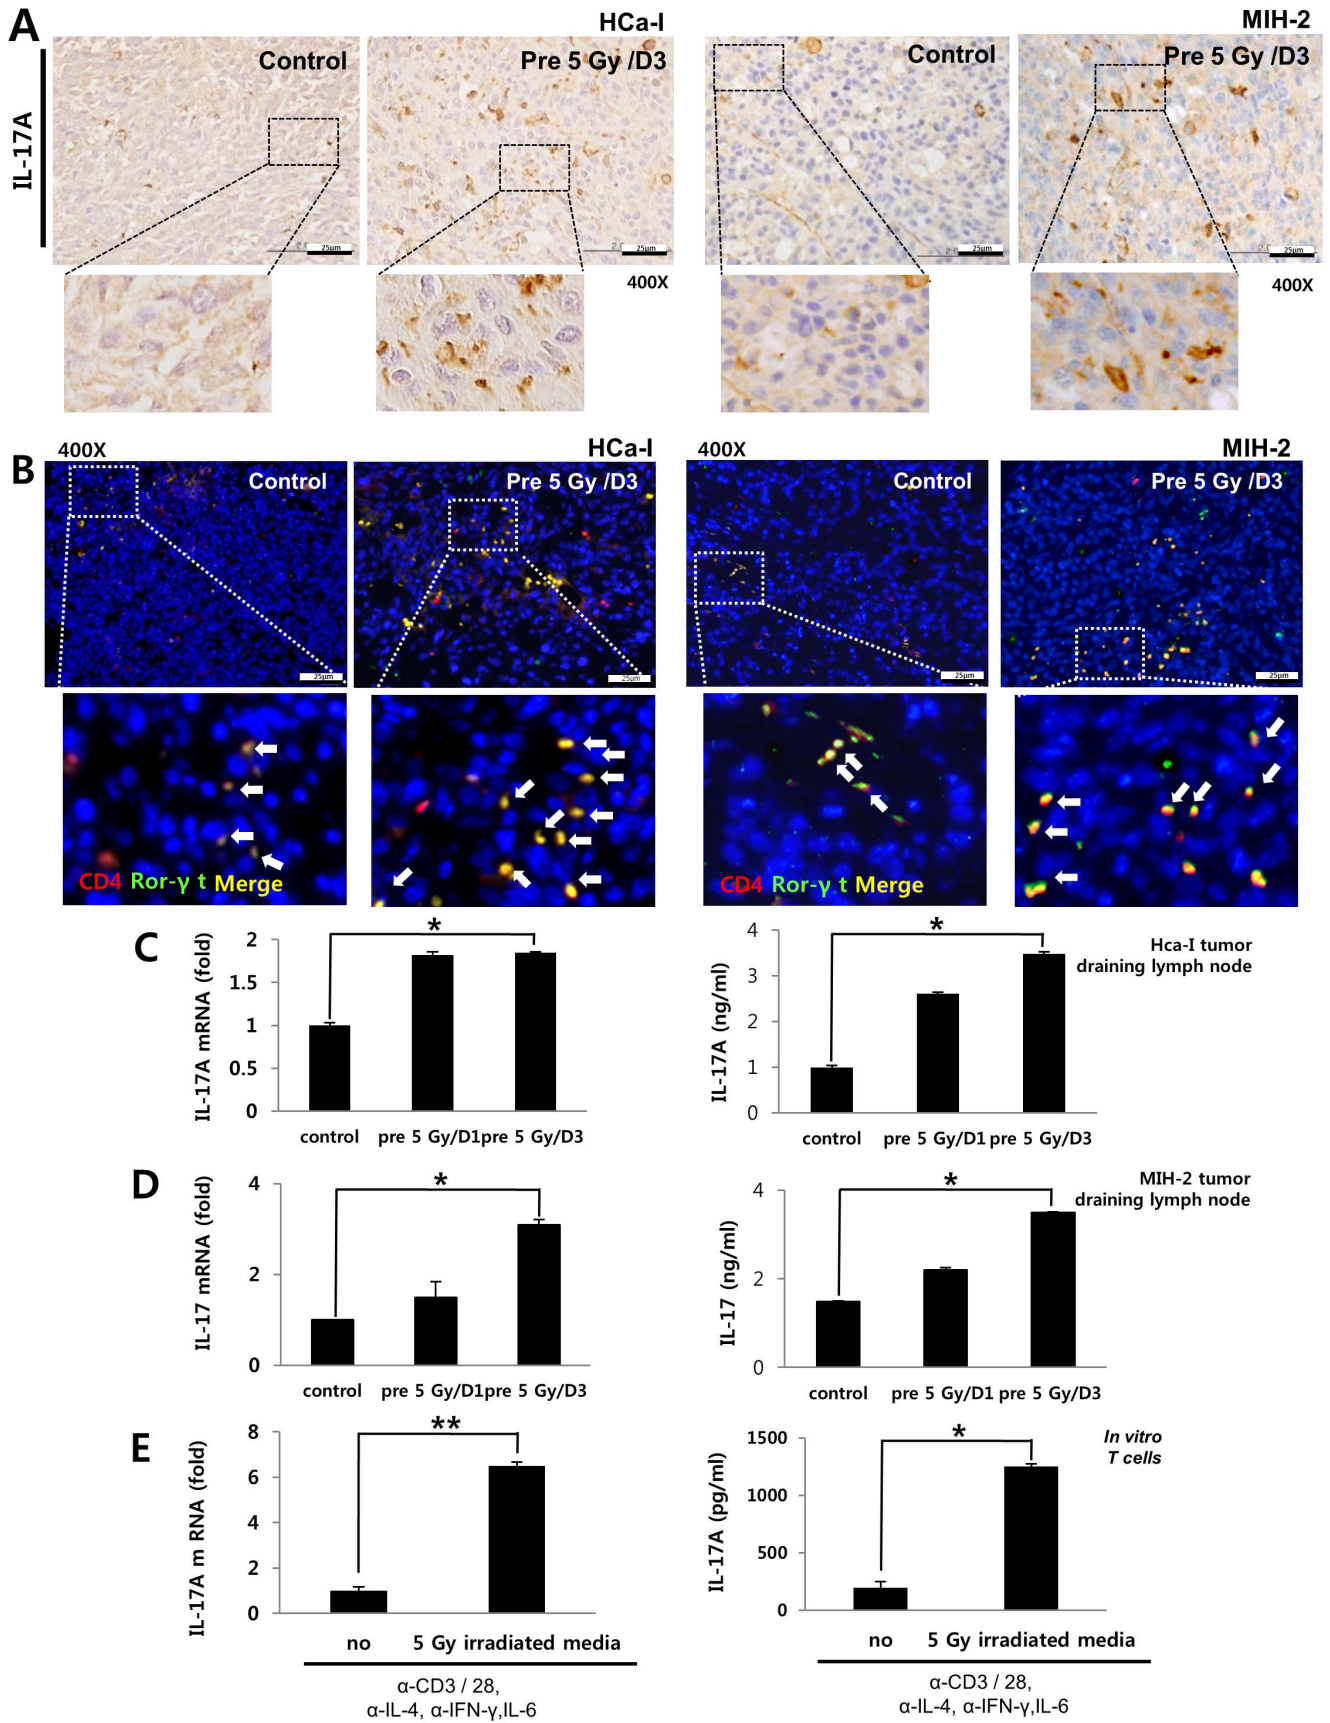 A
HCa-I
MIH-2
IL-17A
Control
Pre 5 Gy /D3
Control
Pre 5 Gy /D3
25µm
25µm
25µm
25µm
400X
400X
B
400X
HCa-I
400X
MIH-2
Control
Pre 5 Gy /D3
Control
Pre 5 Gy /D3
25µm
25µm
25µm
25µm
CD4 Ror-γ t Merge
CD4 Ror-γ t Merge
C
IL-17A mRNA (fold)
2
1.5
1
0.5
0
*
control
pre 5 Gy/D1
pre 5 Gy/D3
IL-17A (ng/ml)
4
3
2
1
0
*
control
pre 5 Gy/D1
pre 5 Gy/D3
Hca-I tumor
draining lymph node
D
IL-17 mRNA (fold)
4
2
0
*
control
pre 5 Gy/D1
pre 5 Gy/D3
IL-17 (ng/ml)
4
2
0
*
control
pre 5 Gy/D1
pre 5 Gy/D3
MIH-2 tumor
draining lymph node
E
IL-17A m RNA (fold)
8
6
4
2
0
**
no
5 Gy irradiated media
α-CD3 / 28,
α-IL-4, α-IFN-γ,IL-6
IL-17A (pg/ml)
1500
1000
500
0
*
no
5 Gy irradiated media
α-CD3 / 28,
α-IL-4, α-IFN-γ,IL-6
In vitro
T cells